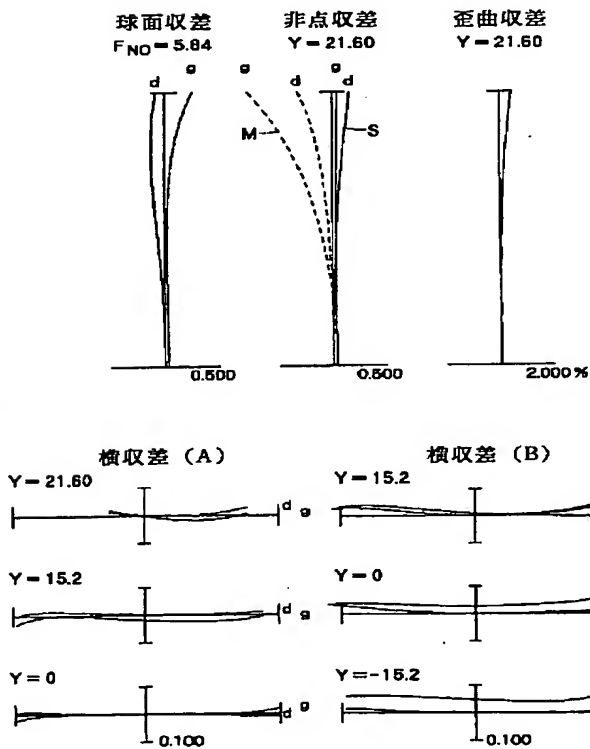 球面収差 非点収差 歪曲収差
FNO=5.84 Y=21.60 Y=21.60
d g g d g d
M S
0.500 0.500 2.000%
横収差 (A) 横収差 (B)
Y=21.60 Y=15.2
d g
Y=15.2 Y=0
d g
Y=0 Y=-15.2
d g
0.100 0.100